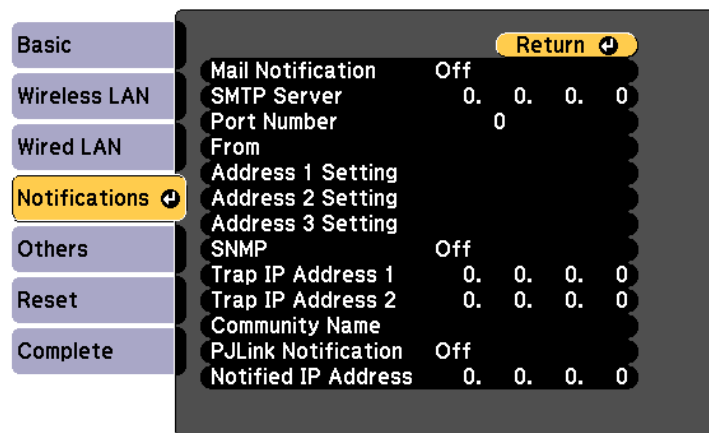 Basic
Wireless LAN
Wired LAN
Notifications
Others
Reset
Complete
Return
Mail Notification Off
SMTP Server 0. 0. 0. 0
Port Number 0
From
Address 1 Setting
Address 2 Setting
Address 3 Setting
SNMP Off
Trap IP Address 1 0. 0. 0. 0
Trap IP Address 2 0. 0. 0. 0
Community Name
PJLink Notification Off
Notified IP Address 0. 0. 0. 0